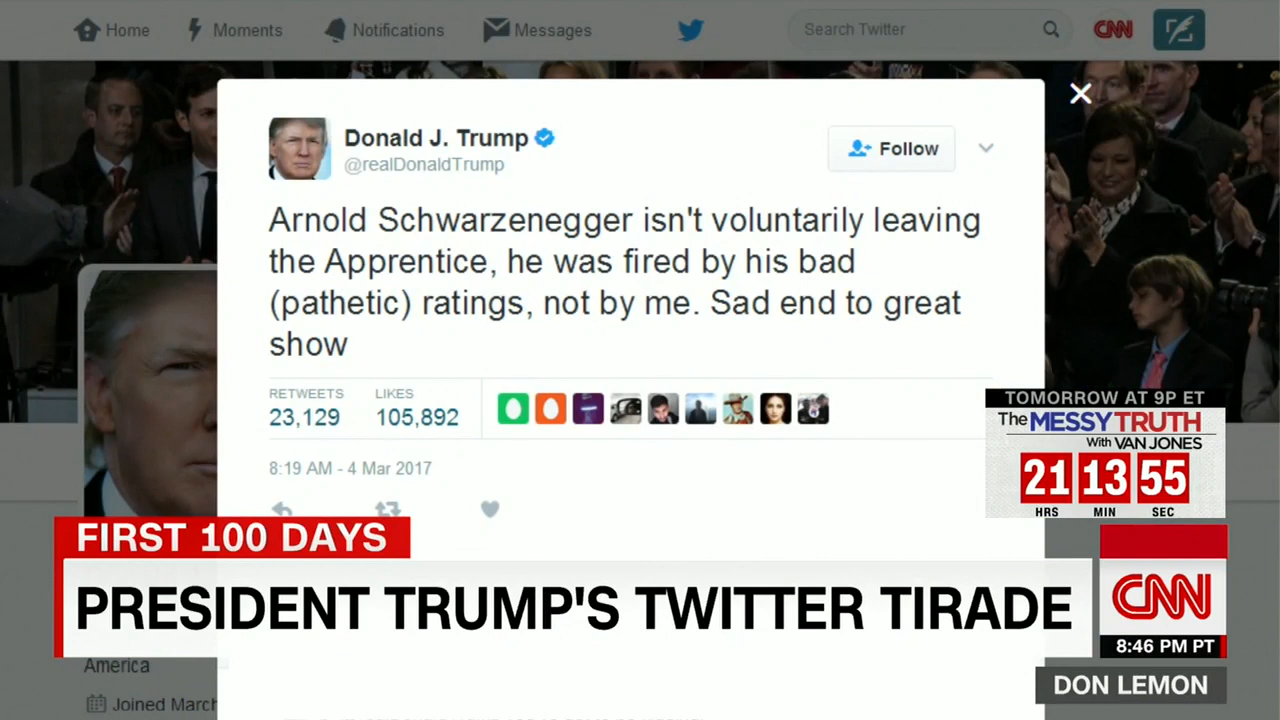 Home
Moments
Notifications
Messages
Search Twitter
CNN
Donald J. Trump
@realDonaldTrump
Follow
Arnold Schwarzenegger isn't voluntarily leaving
the Apprentice, he was fired by his bad
(pathetic) ratings, not by me. Sad end to great
show
RETWEETS
23,129
LIKES
105,892
8:19 AM - 4 Mar 2017
TOMORROW AT 9P ET
The MESSY TRUTH
With VAN JONES
21 13 55
HRS MIN SEC
FIRST 100 DAYS
PRESIDENT TRUMP'S TWITTER TIRADE
CNN
8:46 PM PT
America
Joined March
DON LEMON